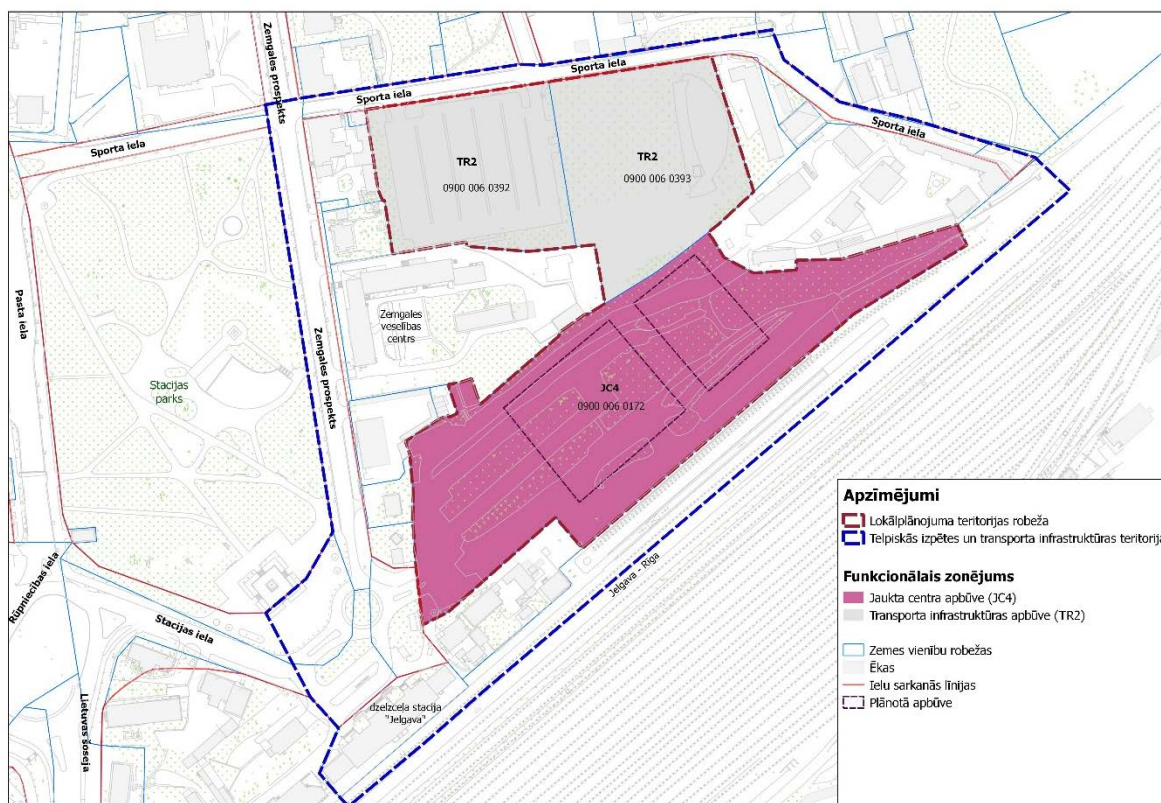 Zemgales prospekts
Sporta iela
Sporta iela
Sporta iela
Sporta iela
TR2
0900 006 0392
TR2
0900 006 0393
Pasta iela
Zemgales prospekts
Zemgales
veselības
centrs
Stacijas
parks
JC4
0900 006 0172
Rūpniecības iela
Stacijas iela
Lietuvas šoseja
dzelzceļa stacija
"Jelgava"
Jelgava - Rīga
Apzīmējumi
Lokālplānojuma teritorijas robeža
Telpiskās izpētes un transporta infrastruktūras teritorija
Funkcionālais zonējums
Jaukta centra apbūve (JC4)
Transporta infrastruktūras apbūve (TR2)
Zemes vienību robežas
Ēkas
Ielu sarkanās līnijas
Plānotā apbūve